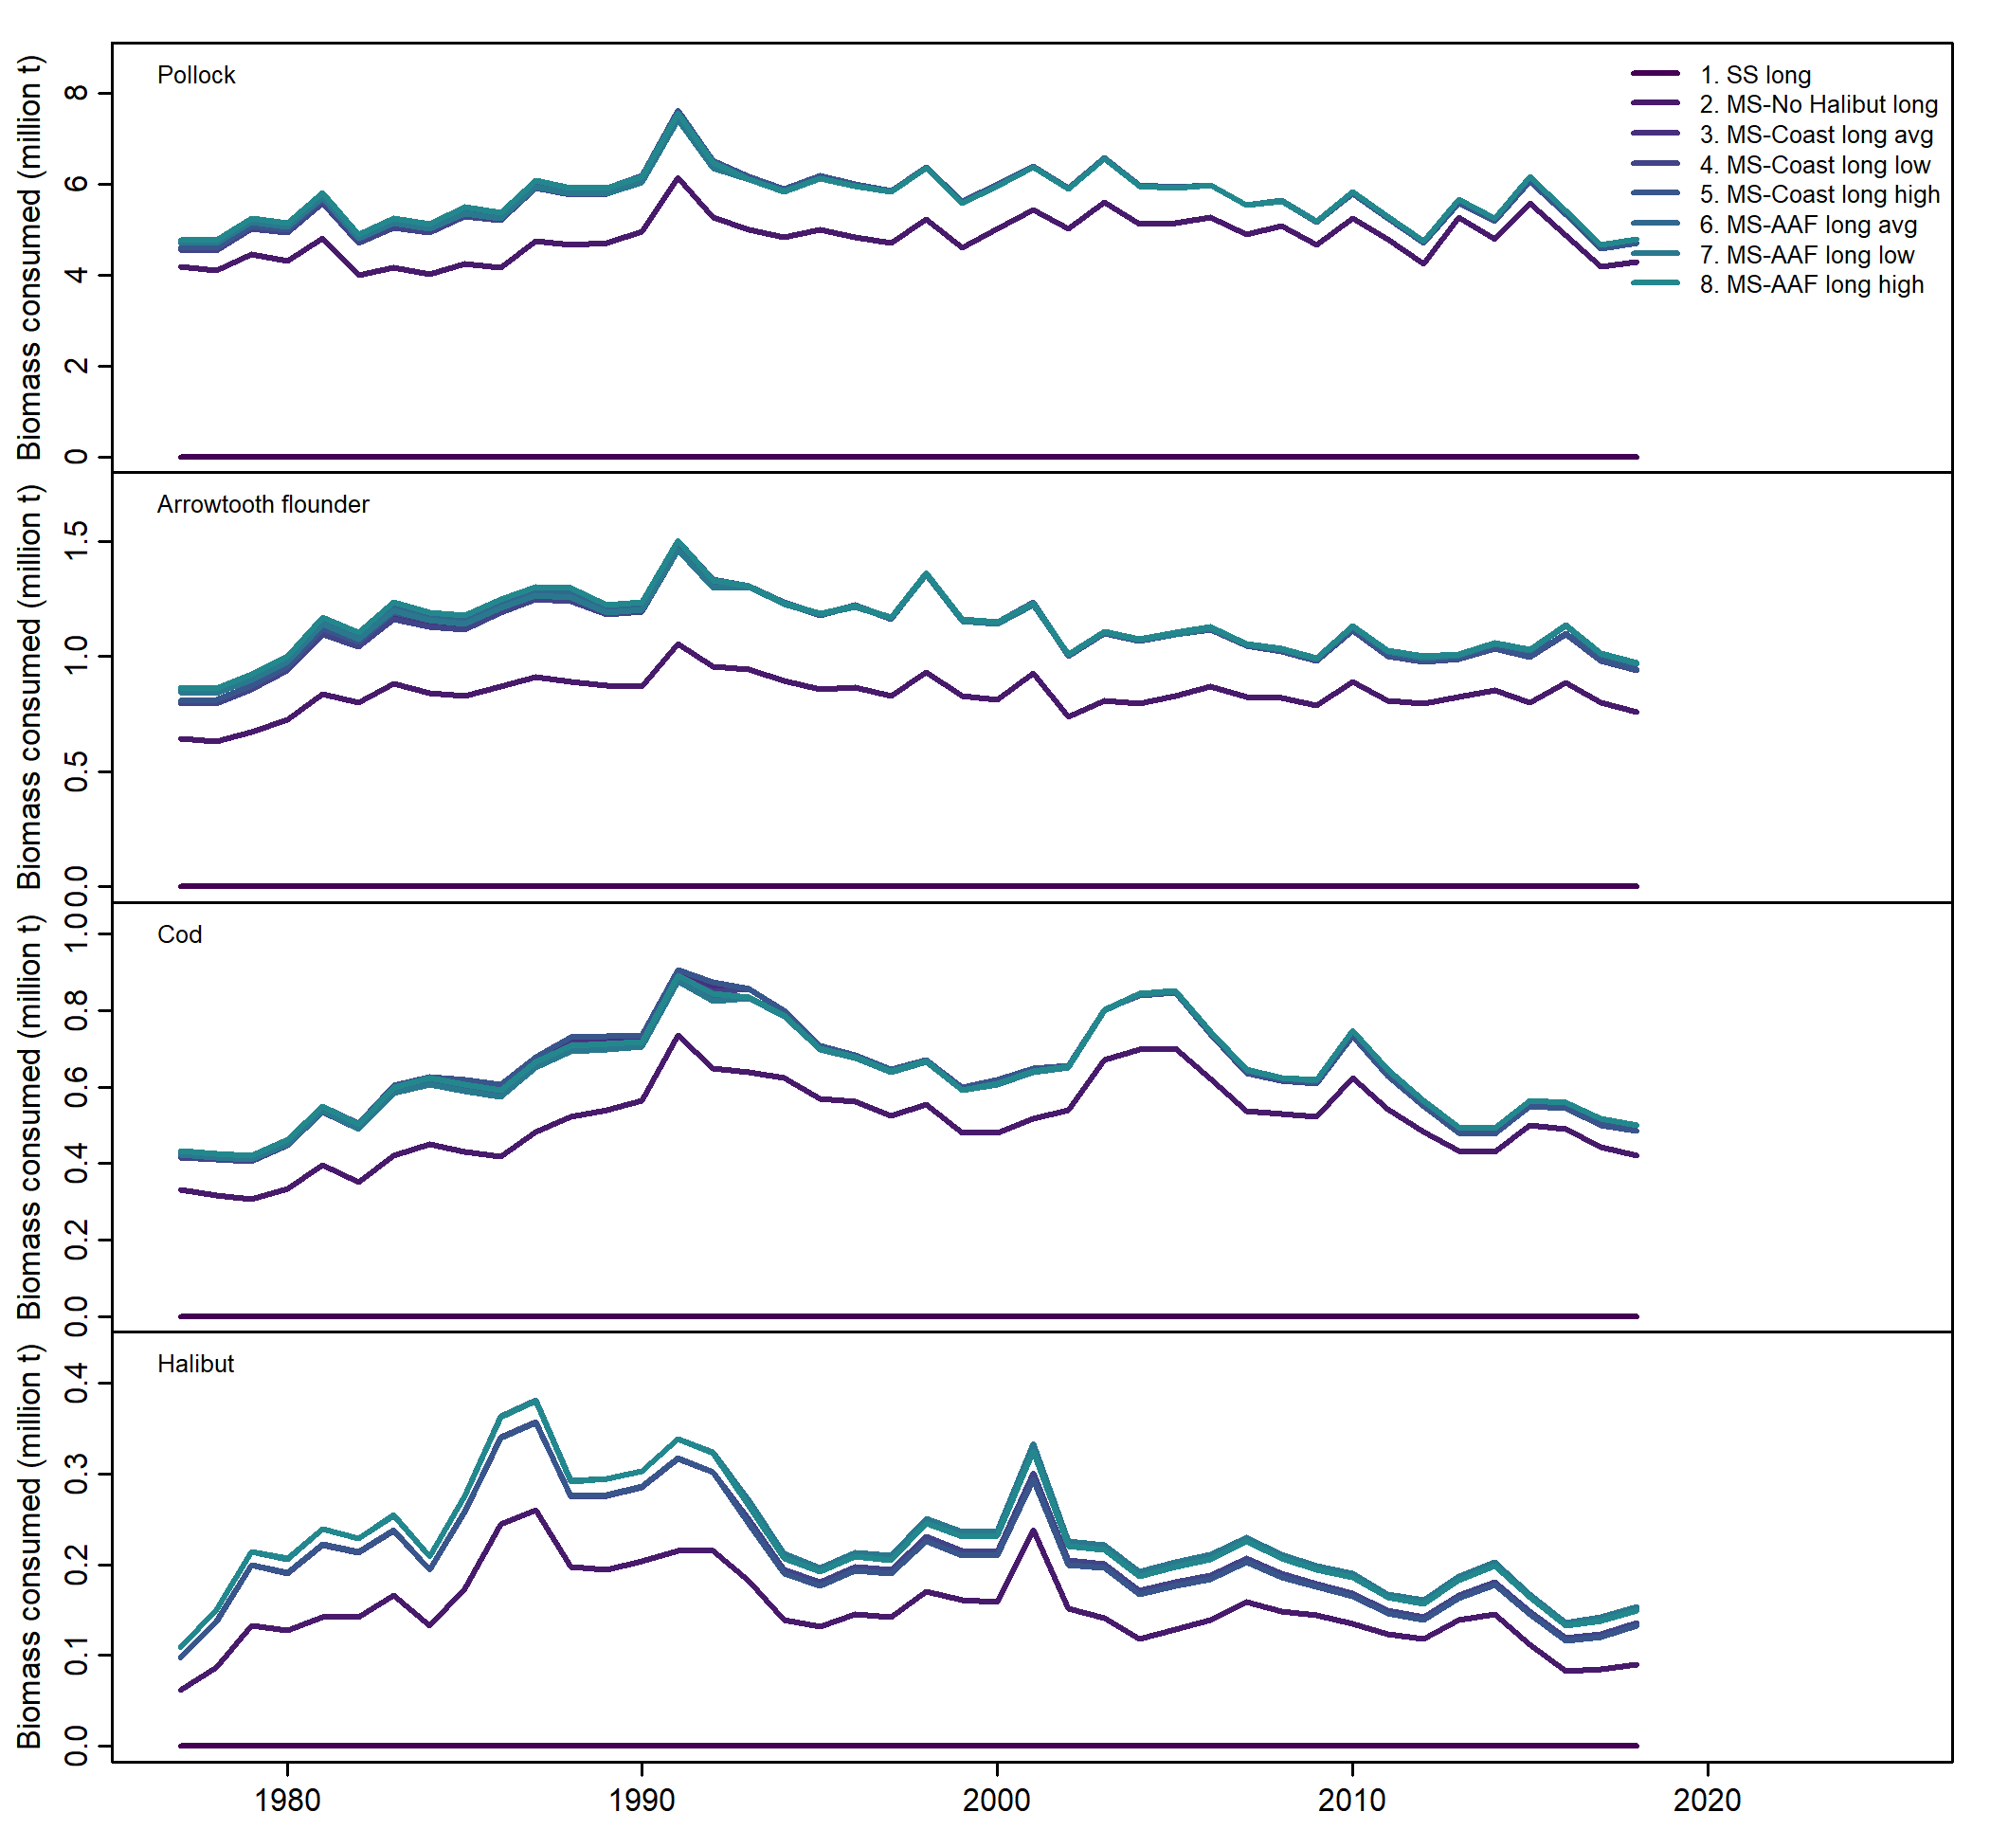 Pollock
Biomass consumed (million t)
0 2 4 6 8
1. SS long
2. MS-No Halibut long
3. MS-Coast long avg
4. MS-Coast long low
5. MS-Coast long high
6. MS-AAF long avg
7. MS-AAF long low
8. MS-AAF long high
Arrowtooth flounder
Biomass consumed (million t)
0.0 0.5 1.0 1.5
Cod
Biomass consumed (million t)
0.0 0.2 0.4 0.6 0.8 1.0
Halibut
Biomass consumed (million t)
0.0 0.1 0.2 0.3 0.4
1980 1990 2000 2010 2020